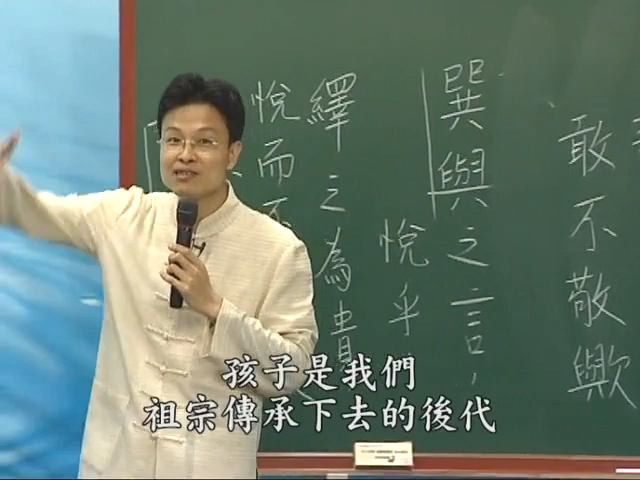 敢不敬歟
巽與之言，
悅乎
繹之為貴
悅而不
孩子是我們
祖宗傳承下去的後代